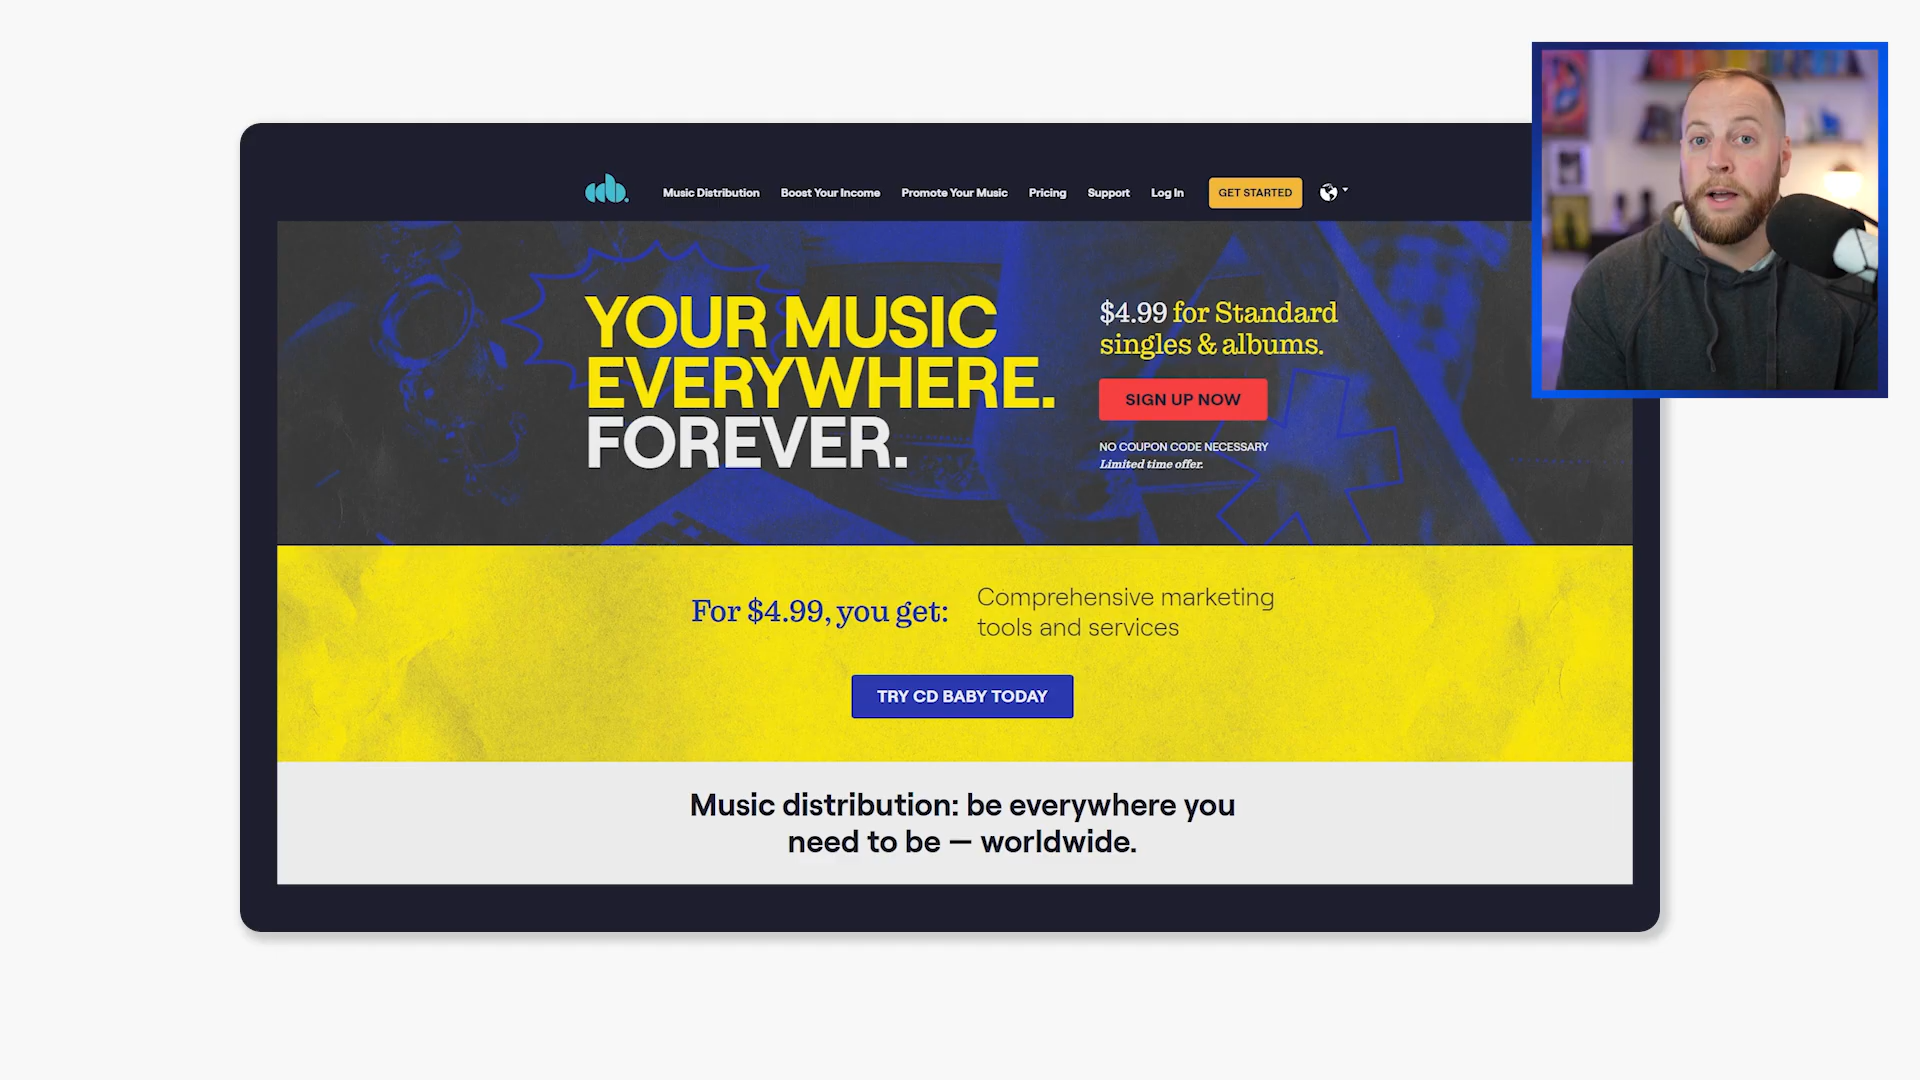 cdb.
Music Distribution
Boost Your Income
Promote Your Music
Pricing
Support
Log In
GET STARTED
YOUR MUSIC
EVERYWHERE.
FOREVER.
$4.99 for Standard
singles & albums.
SIGN UP NOW
NO COUPON CODE NECESSARY
Limited time offer.
For $4.99, you get:
Comprehensive marketing
tools and services
TRY CD BABY TODAY
Music distribution: be everywhere you
need to be — worldwide.